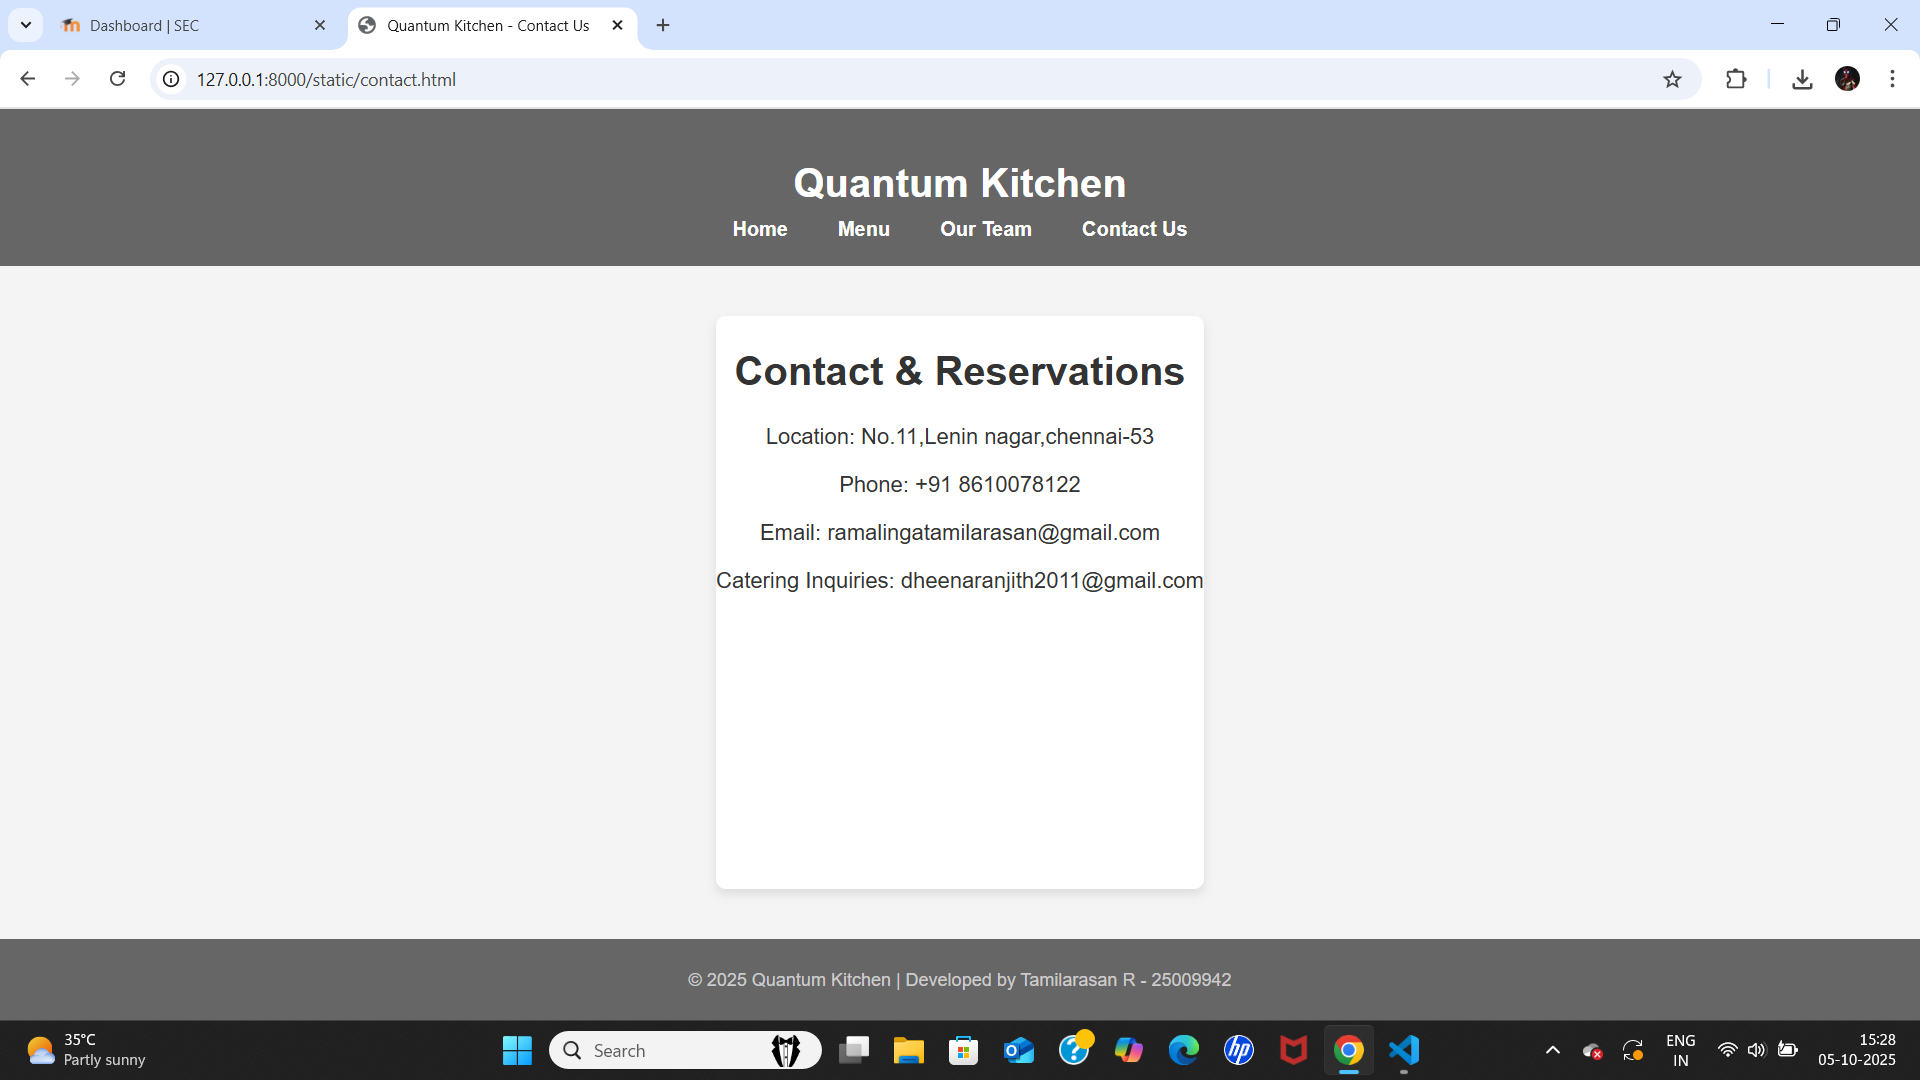 Dashboard | SEC
Quantum Kitchen - Contact Us
127.0.0.1:8000/static/contact.html
Quantum Kitchen
Home Menu Our Team Contact Us
Contact & Reservations
Location: No.11,Lenin nagar,chennai-53
Phone: +91 8610078122
Email: ramalingatamilarasan@gmail.com
Catering Inquiries: dheenaranjith2011@gmail.com
© 2025 Quantum Kitchen | Developed by Tamilarasan R - 25009942
35°C
Partly sunny
Search
hp
ENG
IN
15:28
05-10-2025